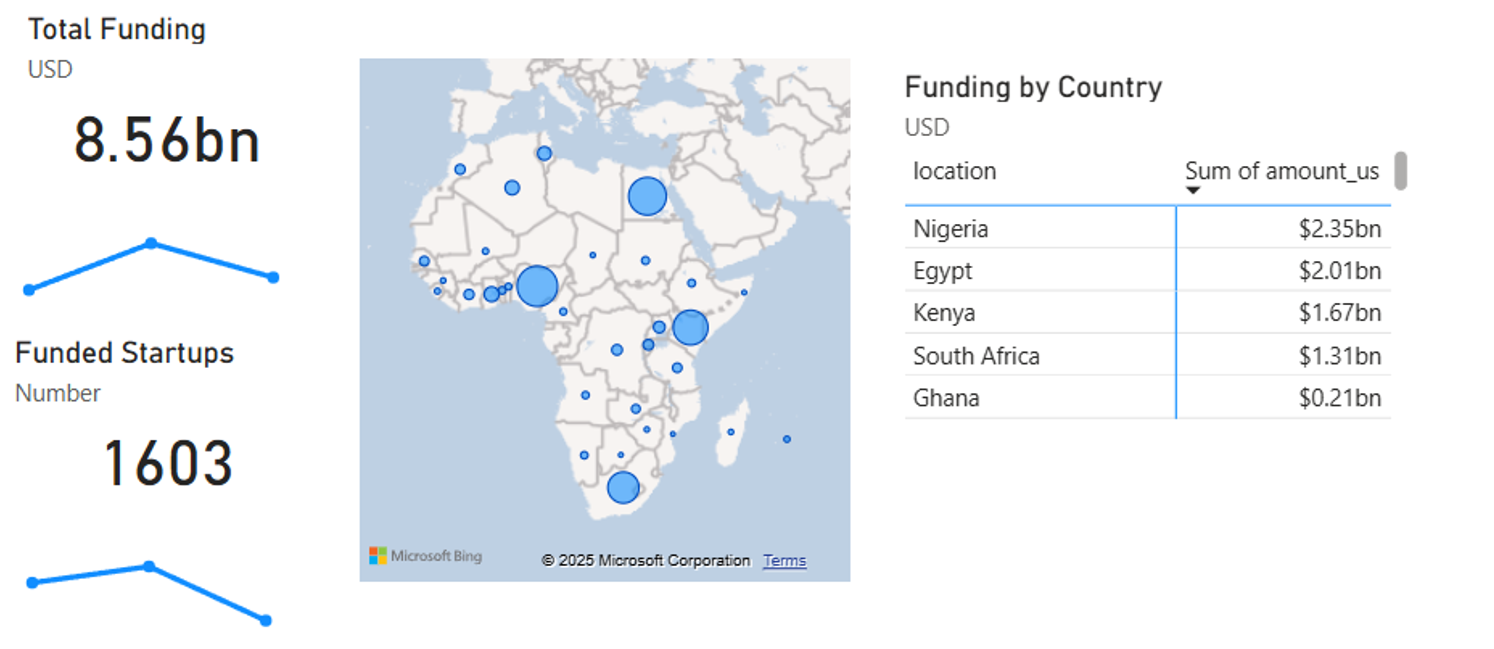 Total Funding
USD
8.56bn
Funded Startups
Number
1603
Microsoft Bing
© 2025 Microsoft Corporation Terms
Funding by Country
USD
location Sum of amount_us
Nigeria $2.35bn
Egypt $2.01bn
Kenya $1.67bn
South Africa $1.31bn
Ghana $0.21bn